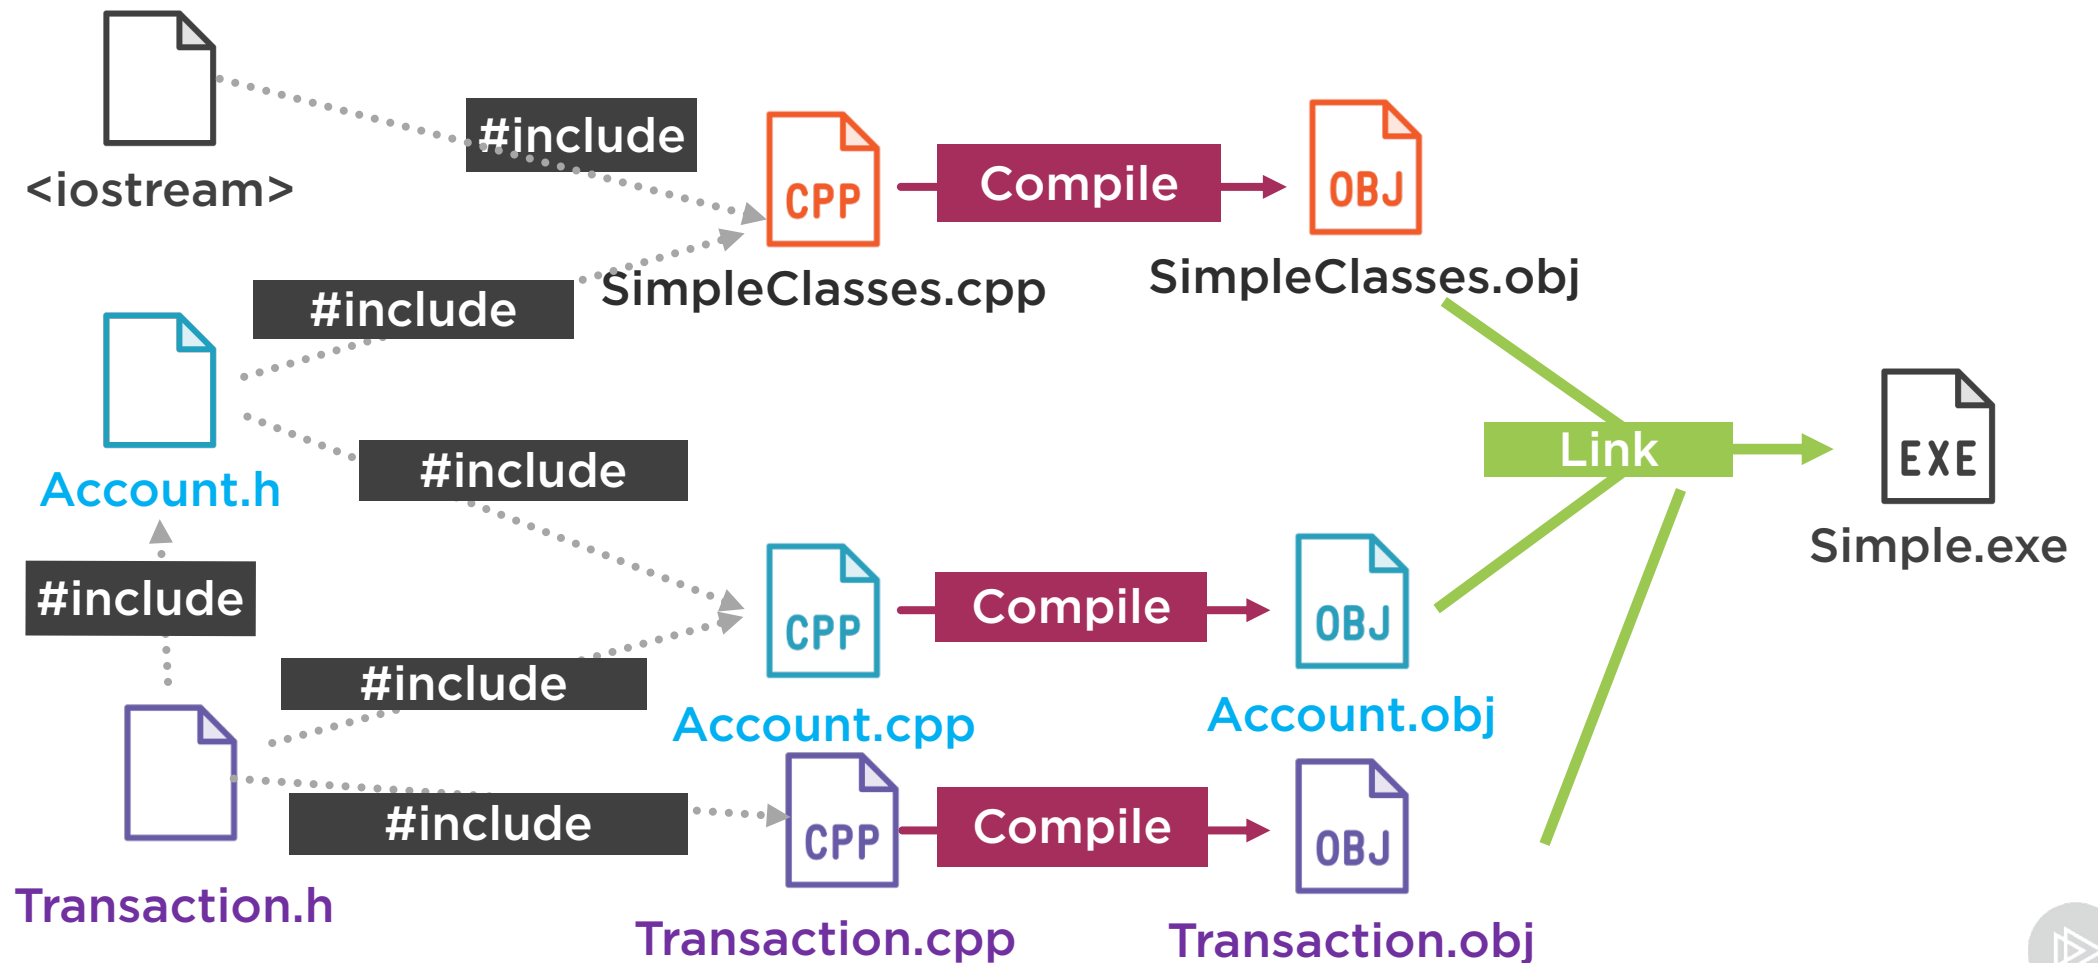 <iostream>
#include
CPP
SimpleClasses.cpp
Compile
OBJ
SimpleClasses.obj
#include
Account.h
#include
#include
CPP
Account.cpp
Compile
OBJ
Account.obj
Link
EXE
Simple.exe
Transaction.h
#include
#include
CPP
Transaction.cpp
Compile
OBJ
Transaction.obj